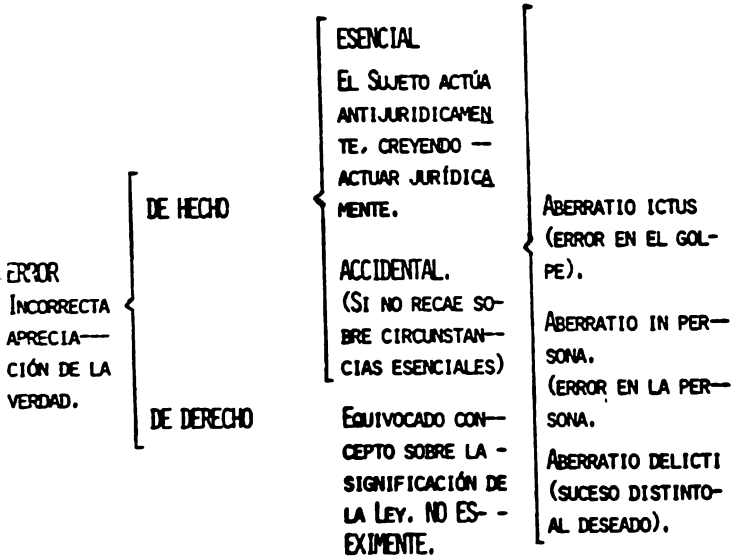 ERROR
INCORRECTA
APRECIA——
CIÓN DE LA
VERDAD.
DE HECHO
ESENCIAL
EL SUJETO ACTÚA
ANTIJURIDICAMEN
TE, CREYENDO —
ACTUAR JURÍDICA
MENTE.
ACCIDENTAL.
(SI NO RECAE SO-
BRE CIRCUNSTAN—
CIAS ESENCIALES)
ABERRATIO ICTUS
(ERROR EN EL GOL-
PE).
ABERRATIO IN PER—
SONA.
(ERROR EN LA PER—
SONA.
ABERRATIO DELICTI
(SUCESO DISTINTO-
AL DESEADO).
DE DERECHO
EQUIVOCADO CON—
CEPTO SOBRE LA -
SIGNIFICACIÓN DE
LA LEY. NO ES- -
EXIMENTE.